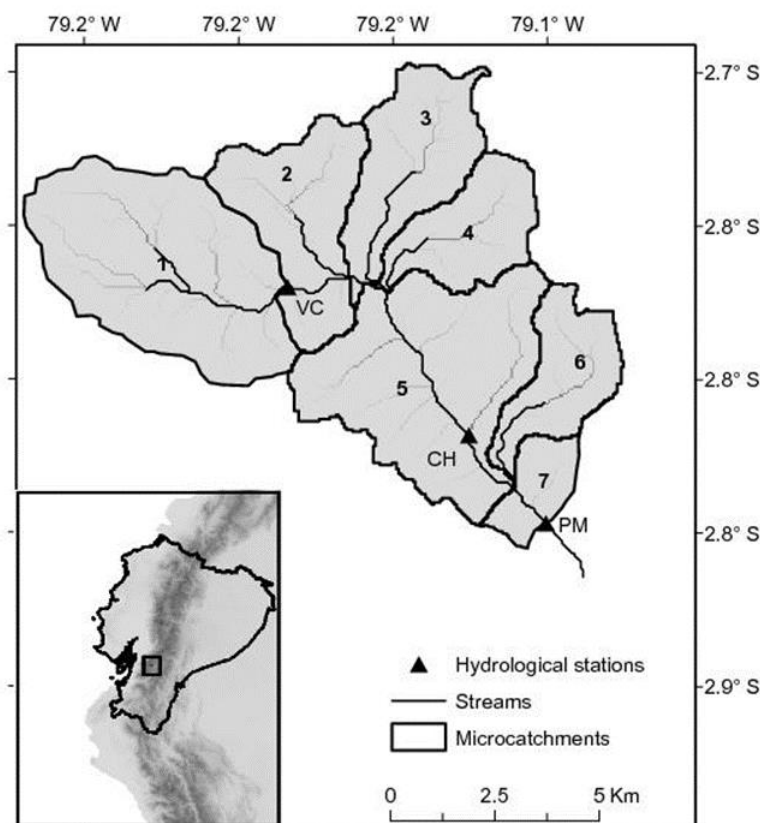 79.2° W 79.2° W 79.2° W 79.1° W
2.7° S
3
2
2.8° S
4
1
VC
6
2.8° S
5
CH
7
PM
2.8° S
Hydrological stations
2.9° S
Streams
Microcatchments
0 2.5 5 Km